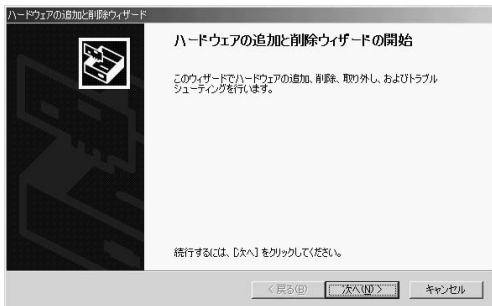 ハードウェアの追加と削除ウィザード
ハードウェアの追加と削除ウィザードの開始
このウィザードでハードウェアの追加、削除、取り外し、およびトラブル
シューティングを行います。
続行するには、[次へ] をクリックしてください。
< 戻る(B) 次へ(N) > キャンセル